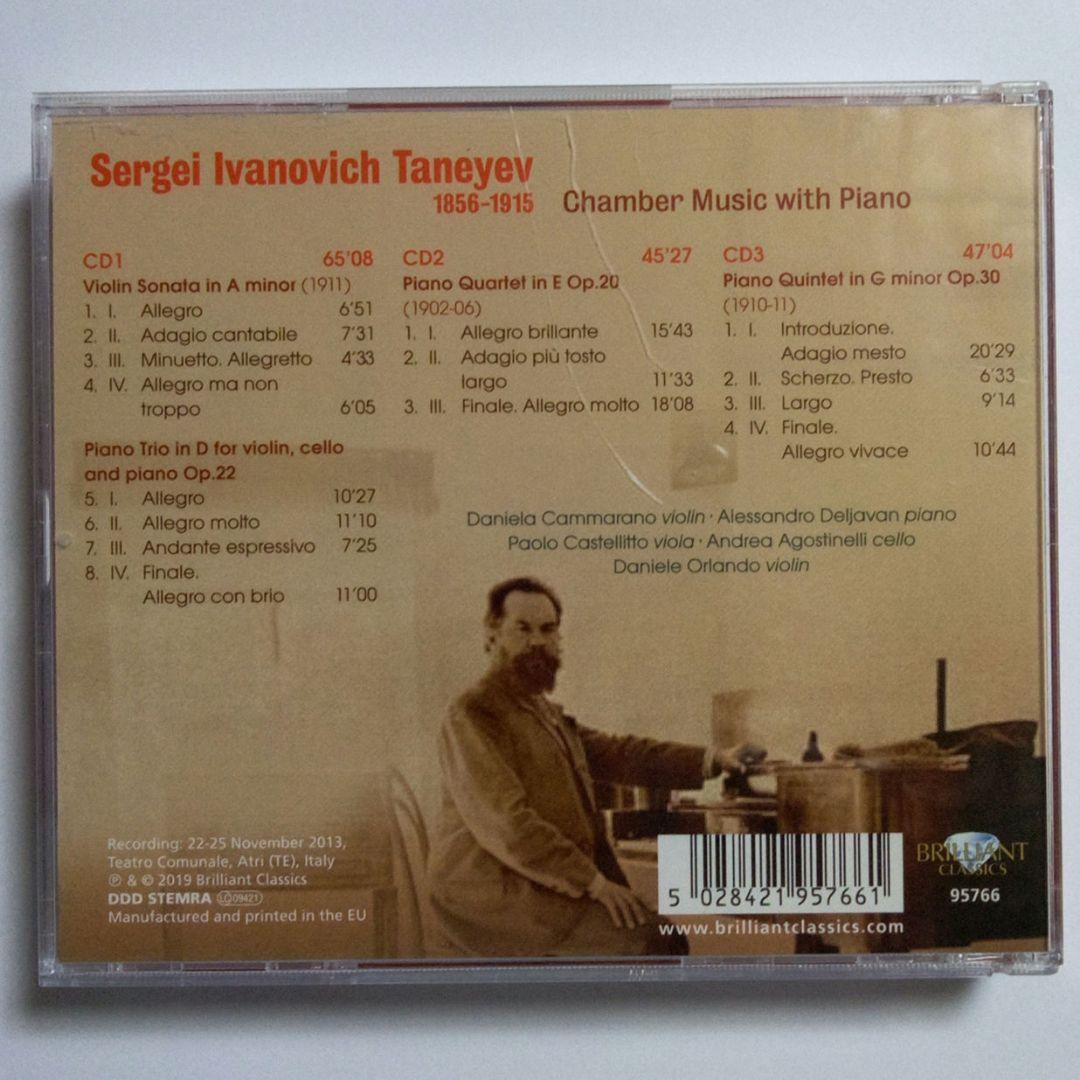 Sergei Ivanovich Taneyev
1856-1915 Chamber Music with Piano
CD1 65'08
Violin Sonata in A minor (1911)
1. I. Allegro 6'51
2. II. Adagio cantabile 7'31
3. III. Minuetto. Allegretto 4'33
4. IV. Allegro ma non
troppo 6'05
Piano Trio in D for violin, cello
and piano Op.22
5. I. Allegro 10'27
6. II. Allegro molto 11'10
7. III. Andante espressivo 7'25
8. IV. Finale.
Allegro con brio 11'00
CD2 45'27
Piano Quartet in E Op.20
(1902-06)
1. I. Allegro brillante 15'43
2. II. Adagio più tosto
largo 11'33
3. III. Finale. Allegro molto 18'08
CD3 47'04
Piano Quintet in G minor Op.30
(1910-11)
1. I. Introduzione.
Adagio mesto 20'29
2. II. Scherzo. Presto 6'33
3. III. Largo 9'14
4. IV. Finale.
Allegro vivace 10'44
Daniela Cammarano violin · Alessandro Deljavan piano
Paolo Castellitto viola · Andrea Agostinelli cello
Daniele Orlando violin
Recording: 22-25 November 2013,
Teatro Comunale, Atri (TE), Italy
℗ & © 2019 Brilliant Classics
DDD STEMRA LC 09421
Manufactured and printed in the EU
5 028421 957661
www.brilliantclassics.com
BRILLIANT
CLASSICS
95766